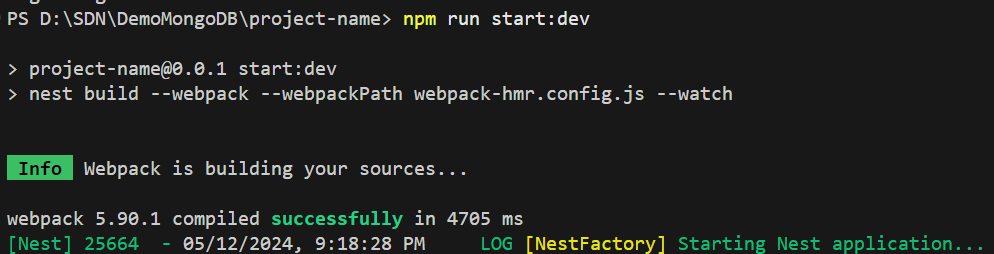 PS D:\SDN\DemoMongoDB\project-name> npm run start:dev
> project-name@0.0.1 start:dev
> nest build --webpack --webpackPath webpack-hmr.config.js --watch
Info Webpack is building your sources...
webpack 5.90.1 compiled successfully in 4705 ms
[Nest] 25664  - 05/12/2024, 9:18:28 PM     LOG [NestFactory] Starting Nest application...